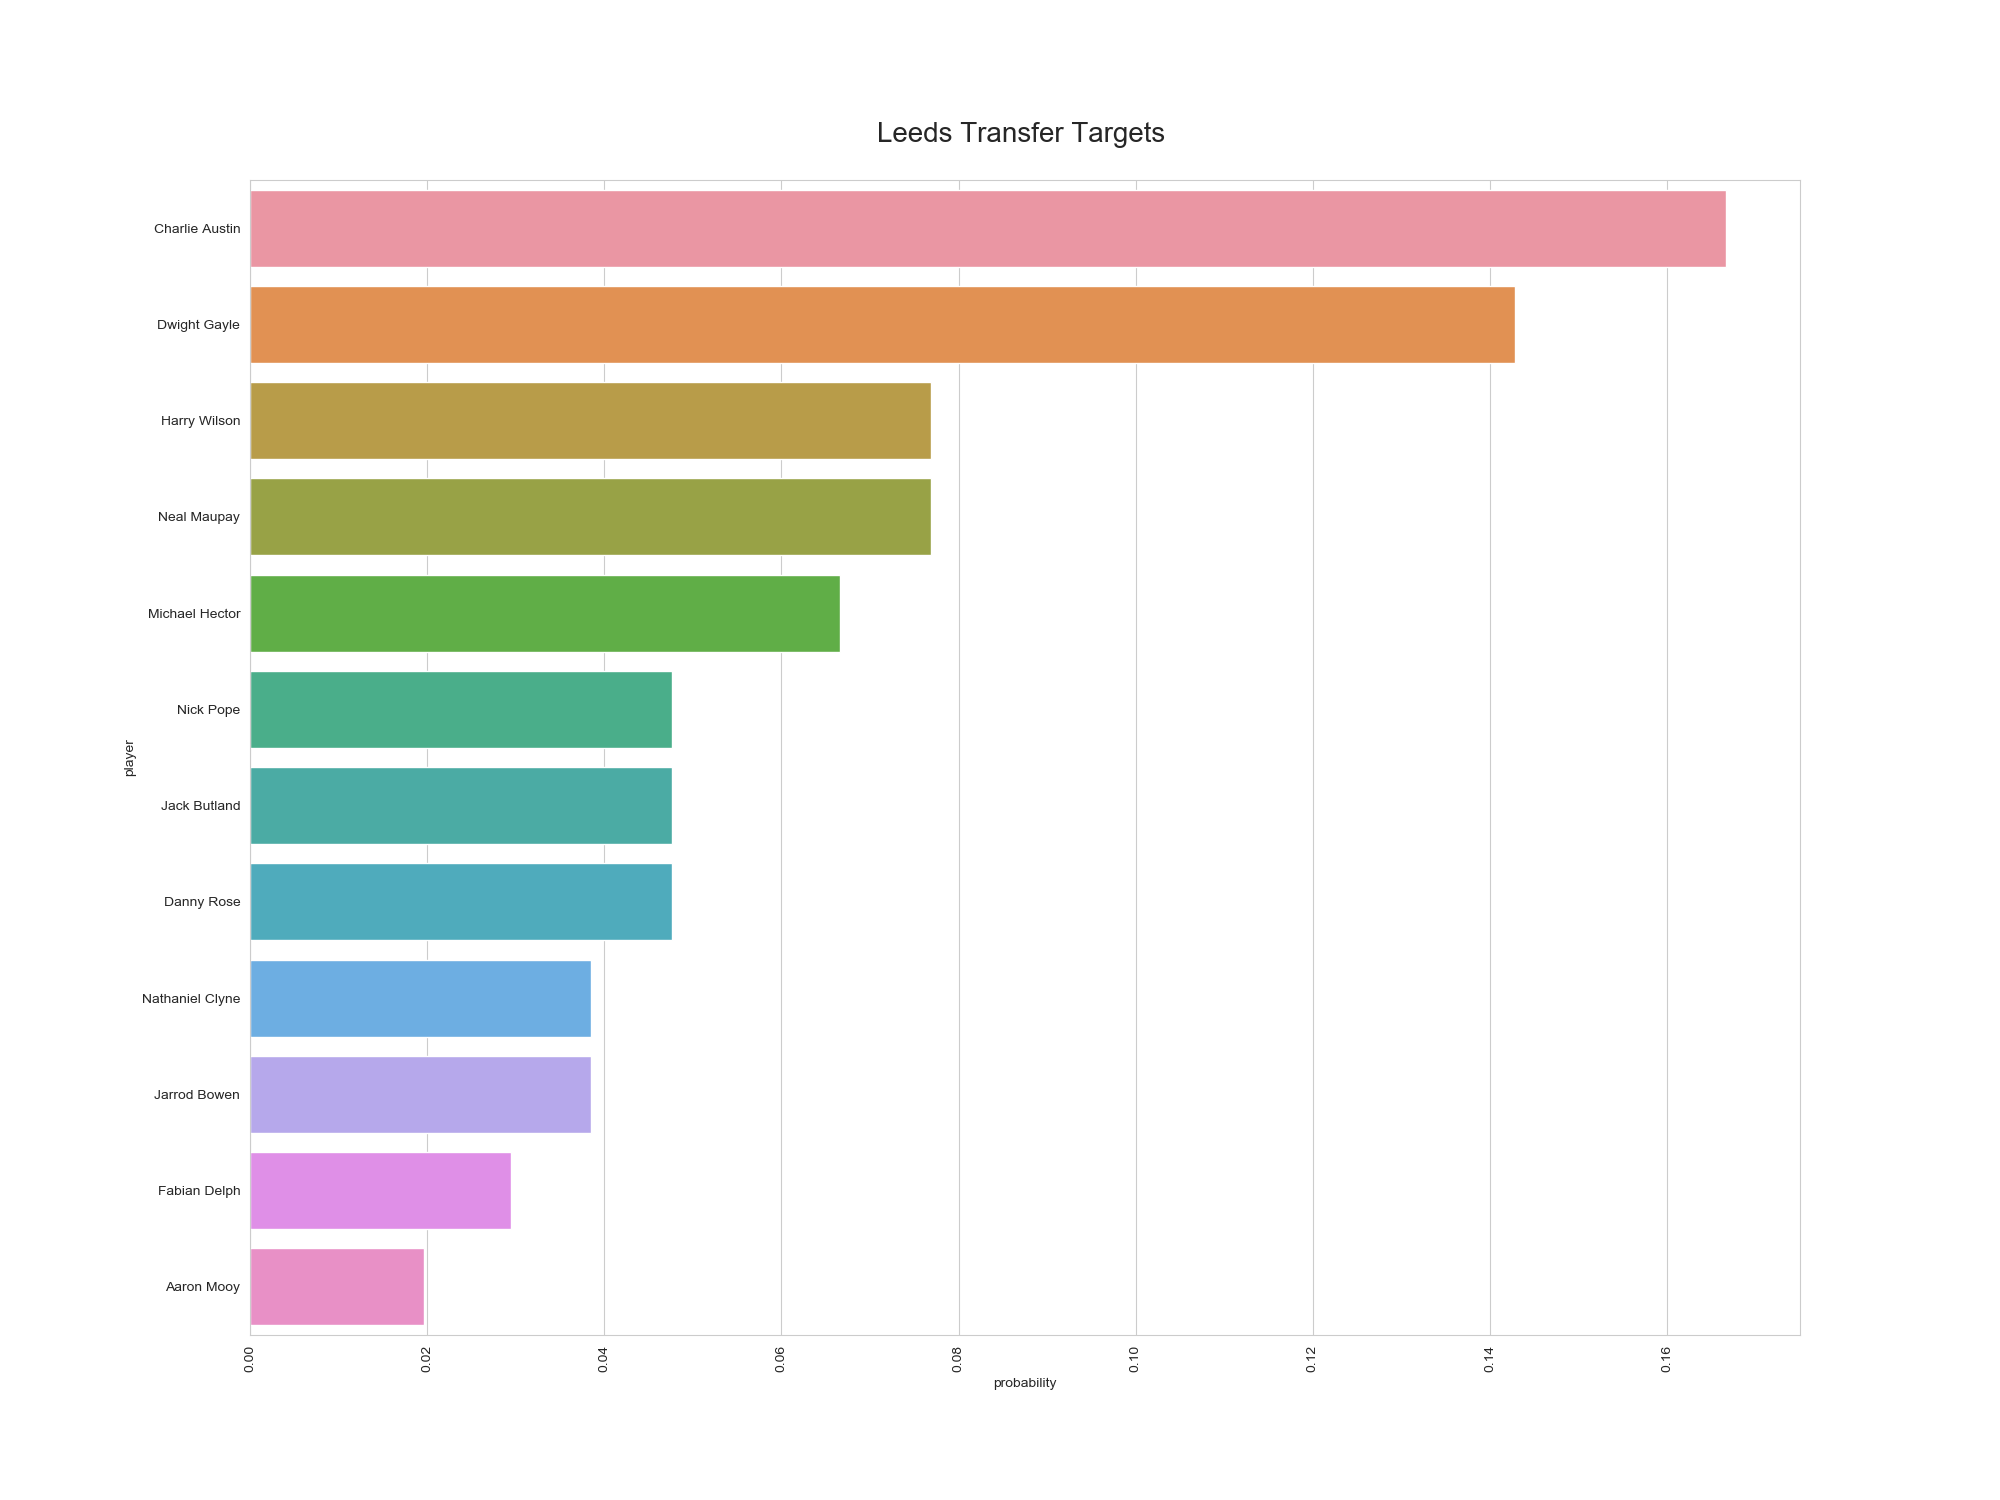 Leeds Transfer Targets
Charlie Austin
Dwight Gayle
Harry Wilson
Neal Maupay
Michael Hector
Nick Pope
Jack Butland
Danny Rose
Nathaniel Clyne
Jarrod Bowen
Fabian Delph
Aaron Mooy
player
0.00 0.02 0.04 0.06 0.08 0.10 0.12 0.14 0.16
probability